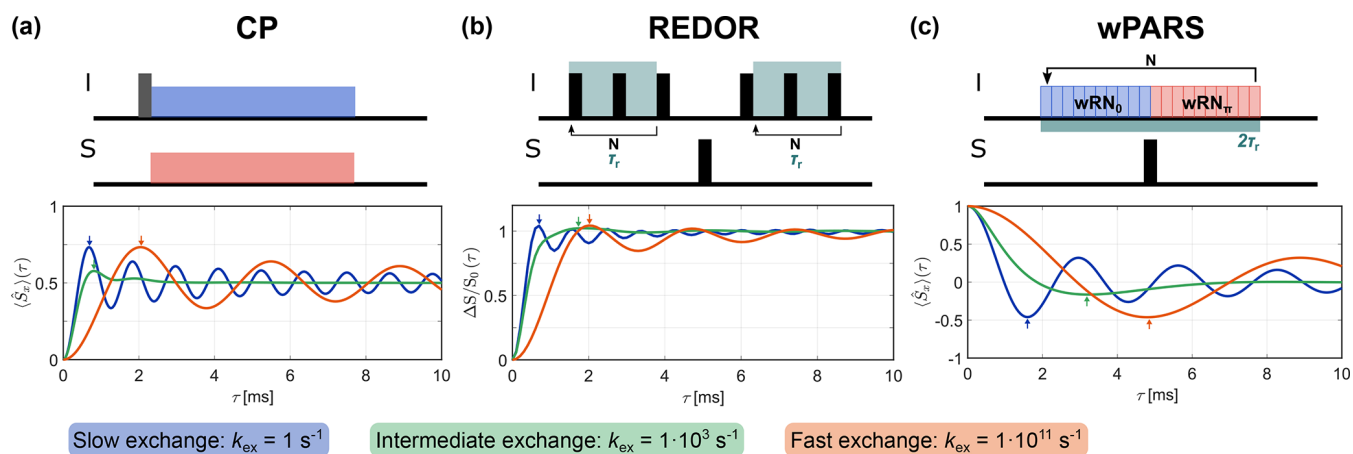 (a) CP
I
S
1
0.5
0
0 2 4 6 8 10
⟨Ŝx⟩(τ)
τ [ms]
(b) REDOR
I
N
τr
N
τr
S
1
0.5
0
0 2 4 6 8 10
ΔS/S0 (τ)
τ [ms]
(c) wPARS
N
I
wRN0 wRNπ
2τr
S
1
0.5
0
-0.5
-1
0 2 4 6 8 10
⟨Ŝx⟩(τ)
τ [ms]
Slow exchange: kex = 1 s⁻¹
Intermediate exchange: kex = 1·10³ s⁻¹
Fast exchange: kex = 1·10¹¹ s⁻¹